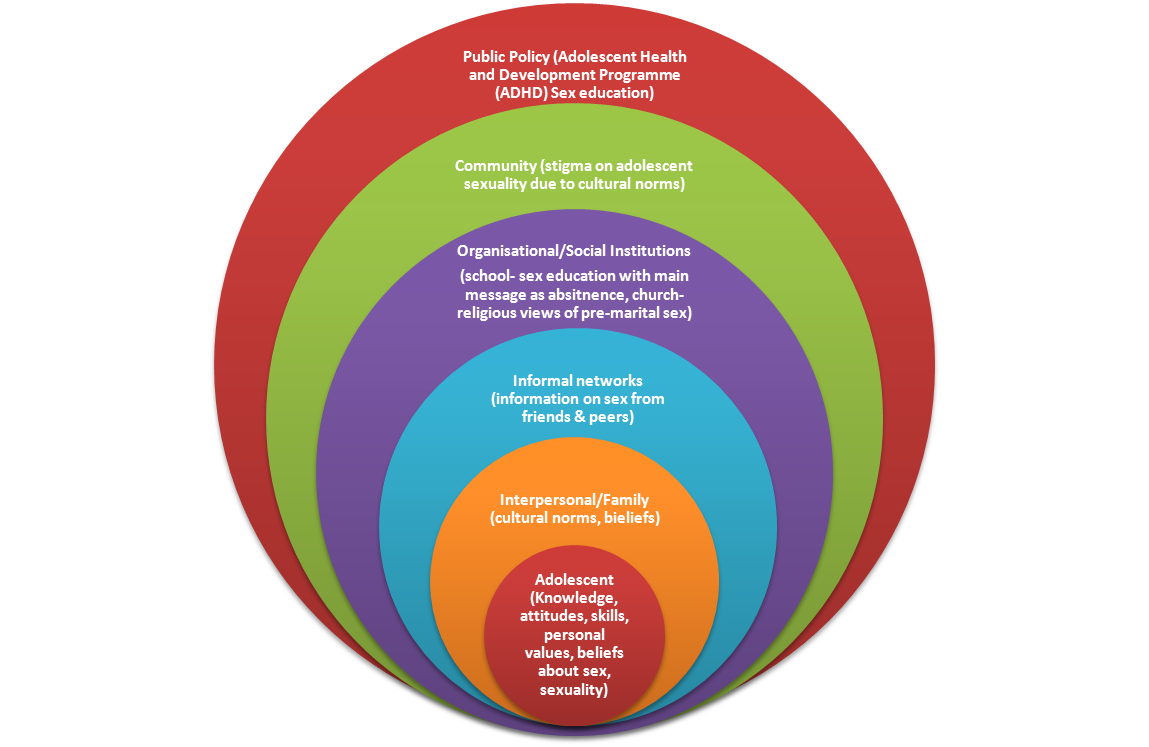 Public Policy (Adolescent Health
and Development Programme
(ADHD) Sex education)
Community (stigma on adolescent
sexuality due to cultural norms)
Organisational/Social Institutions
(school- sex education with main
message as absitnence, church-
religious views of pre-marital sex)
Informal networks
(information on sex from
friends & peers)
Interpersonal/Family
(cultural norms, bieliefs)
Adolescent
(Knowledge,
attitudes, skills,
personal
values, beliefs
about sex,
sexuality)